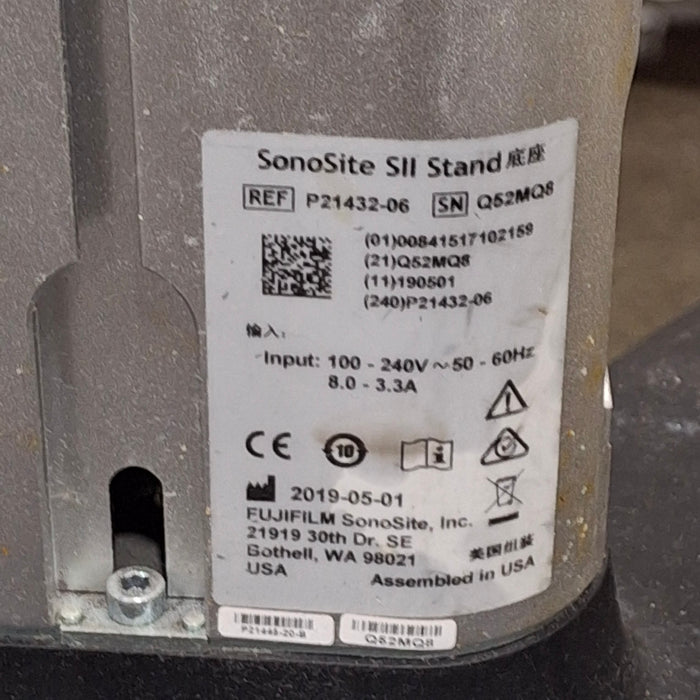 SonoSite SII Stand 底座
REF P21432-06 SN Q52MQ8
(01)00841517102159
(21)Q52MQ8
(11)190501
(240)P21432-06
输入:
Input: 100 - 240V ~ 50 - 60Hz
8.0 - 3.3A
CE 10 i
2019-05-01
FUJIFILM SonoSite, Inc.
21919 30th Dr. SE
Bothell, WA 98021
USA
美国组装
Assembled in USA
P21445-20-B
Q52MQ8